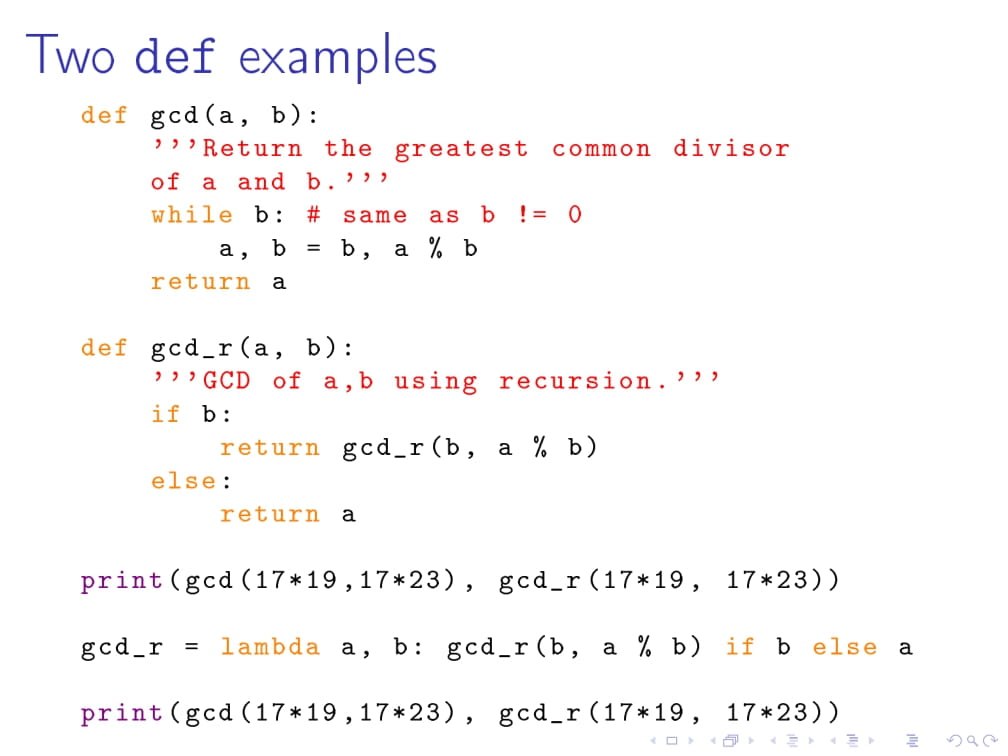 Two def examples
def gcd(a, b):
    '''Return the greatest common divisor
    of a and b.'''
    while b: # same as b != 0
        a, b = b, a % b
    return a

def gcd_r(a, b):
    '''GCD of a,b using recursion.'''
    if b:
        return gcd_r(b, a % b)
    else:
        return a

print(gcd(17*19,17*23), gcd_r(17*19, 17*23))

gcd_r = lambda a, b: gcd_r(b, a % b) if b else a

print(gcd(17*19,17*23), gcd_r(17*19, 17*23))